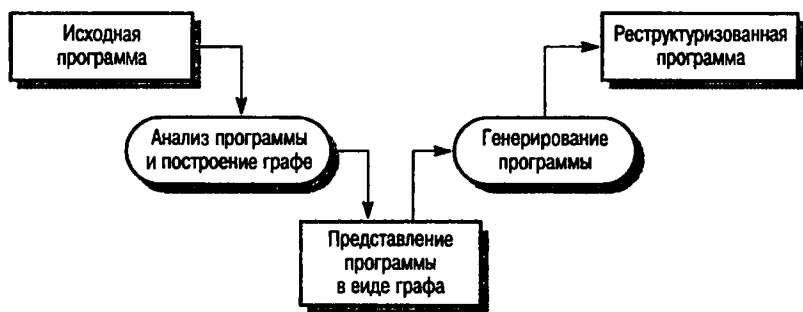 Исходная
программа
Реструктуризованная
программа
Анализ программы
и построение графе
Генерирование
программы
Представление
программы
в еиде графа